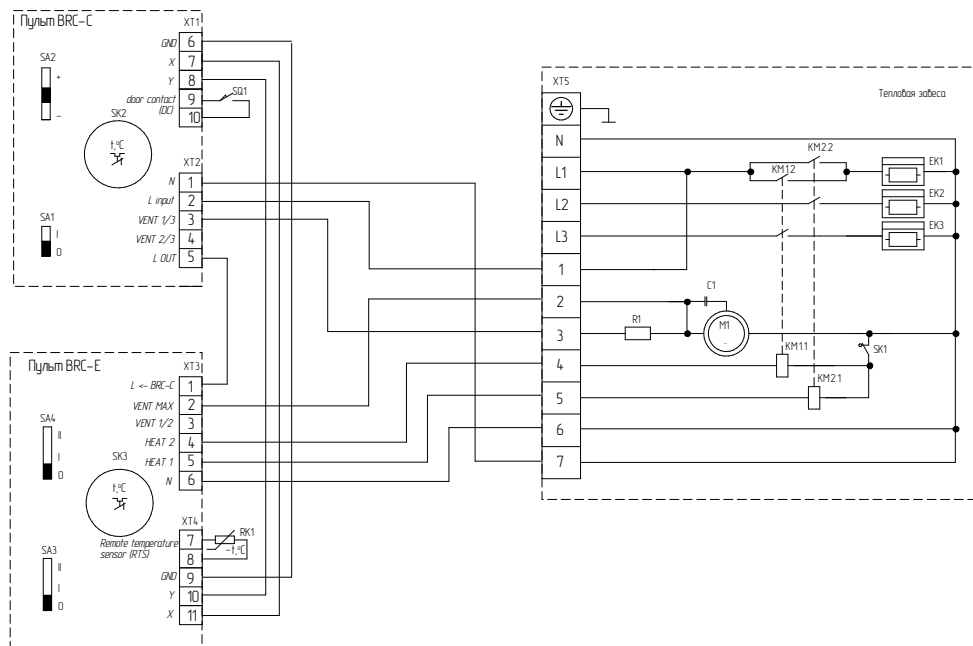 Пульт BRC-C
XT1
GND 6
X 7
Y 8
door contact (DC) 9
10
SQ1
SA2
+
-
SK2
t,°C
XT2
N 1
L input 2
VENT 1/3 3
VENT 2/3 4
L OUT 5
SA1
I
0
Пульт BRC-E
XT3
L <- BRC-C 1
VENT MAX 2
VENT 1/2 3
HEAT 2 4
HEAT 1 5
N 6
SA4
II
I
0
SK3
t,°C
XT4
Remote temperature sensor (RTS) 7
8
GND 9
Y 10
X 11
RK1
-t,°C
SA3
II
I
0
XT5
Тепловая завеса
N
L1
L2
L3
1
2
3
4
5
6
7
KM2.2
KM1.2
EK1
EK2
EK3
C1
R1
M1
SK1
KM1.1
KM2.1